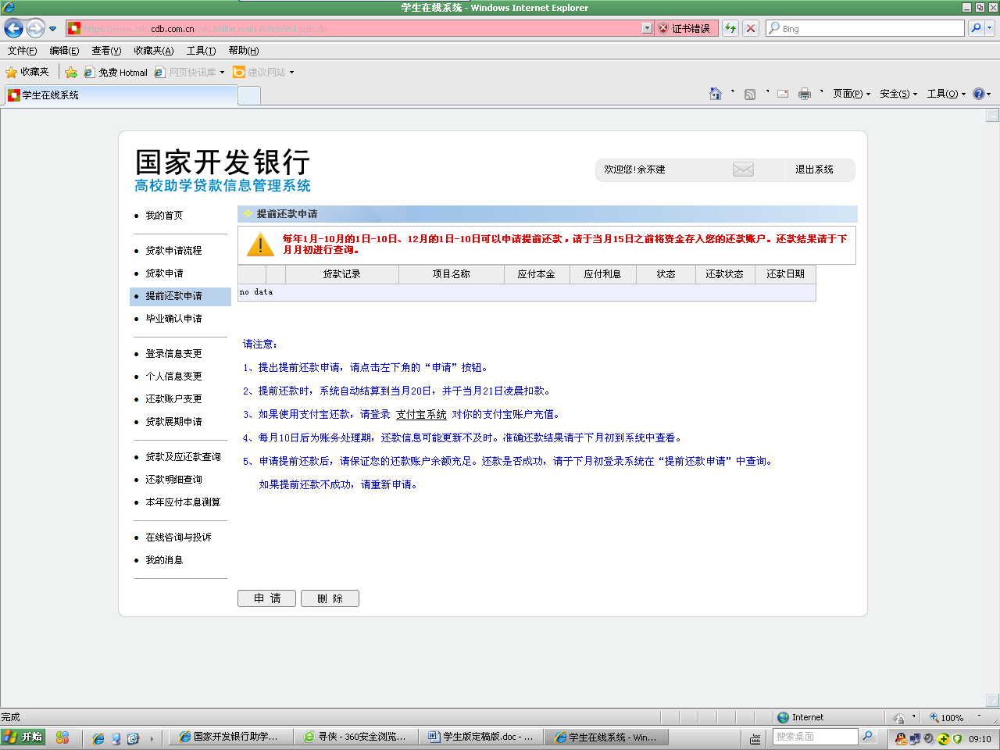 学生在线系统 - Windows Internet Explorer
https://www.csls.cdb.com.cn/csls.online.main.ActionStuLogin.do
证书错误
Bing
文件(F) 编辑(E) 查看(V) 收藏夹(A) 工具(T) 帮助(H)
收藏夹 免费 Hotmail 网页快讯库 建议网站
学生在线系统
页面(P) 安全(S) 工具(O)
国家开发银行
高校助学贷款信息管理系统
欢迎您!余东建 退出系统
我的首页
贷款申请流程
贷款申请
提前还款申请
毕业确认申请
登录信息变更
个人信息变更
还款账户变更
贷款展期申请
贷款及应还款查询
还款明细查询
本年应付本息测算
在线咨询与投诉
我的消息
提前还款申请
每年1月-10月的1日-10日、12月的1日-10日可以申请提前还款，请于当月15日之前将资金存入您的还款账户。还款结果请于下
月月初进行查询。
贷款记录 项目名称 应付本金 应付利息 状态 还款状态 还款日期
no data
请注意：
1、提出提前还款申请，请点击左下角的“申请”按钮。
2、提前还款时，系统自动结算到当月20日，并于当月21日凌晨扣款。
3、如果使用支付宝还款，请登录 支付宝系统 对你的支付宝账户充值。
4、每月10日后为账务处理期，还款信息可能更新不及时。准确还款结果请于下月初到系统中查看。
5、申请提前还款后，请保证您的还款账户余额充足。还款是否成功，请于下月初登录系统在“提前还款申请”中查询。
如果提前还款不成功，请重新申请。
申 请 删 除
完成 Internet 100%
开始 国家开发银行助学... 寻侠 - 360安全浏览... 学生版定稿版.doc - ... 学生在线系统 - Win... 搜索桌面 09:10